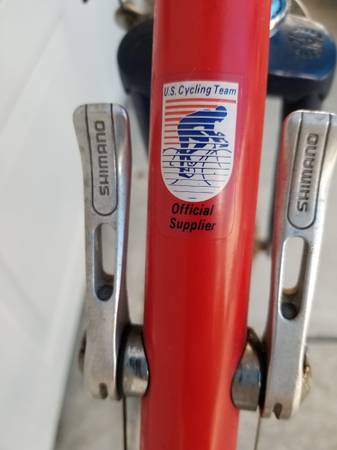 U.S. Cycling Team
Official
Supplier
SHIMANO
SHIMANO